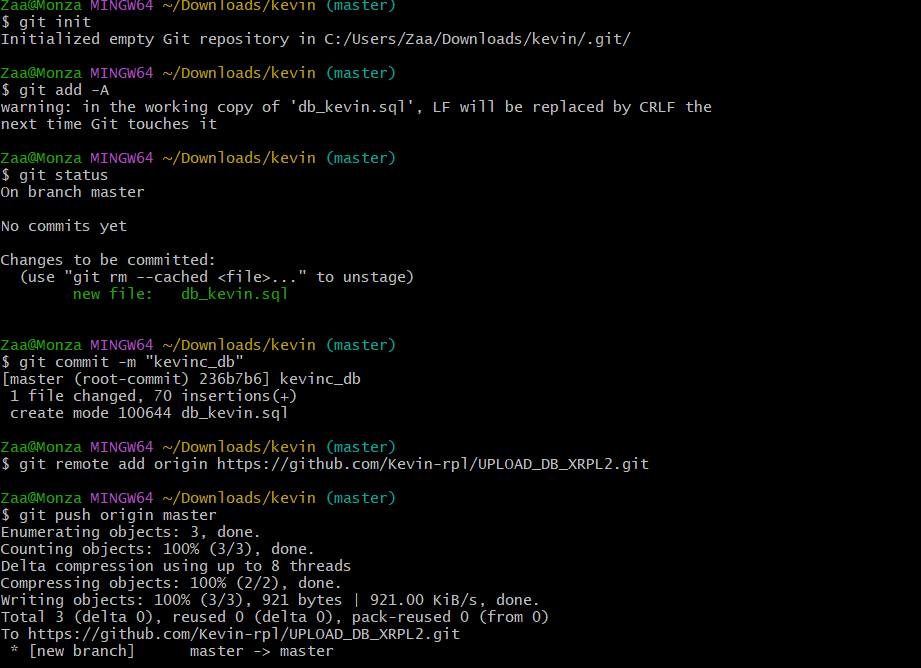 Zaa@Monza MINGW64 ~/Downloads/kevin (master)
$ git init
Initialized empty Git repository in C:/Users/Zaa/Downloads/kevin/.git/
Zaa@Monza MINGW64 ~/Downloads/kevin (master)
$ git add -A
warning: in the working copy of 'db_kevin.sql', LF will be replaced by CRLF the
next time Git touches it
Zaa@Monza MINGW64 ~/Downloads/kevin (master)
$ git status
On branch master
No commits yet
Changes to be committed:
  (use "git rm --cached <file>..." to unstage)
        new file:   db_kevin.sql
Zaa@Monza MINGW64 ~/Downloads/kevin (master)
$ git commit -m "kevinc_db"
[master (root-commit) 236b7b6] kevinc_db
 1 file changed, 70 insertions(+)
 create mode 100644 db_kevin.sql
Zaa@Monza MINGW64 ~/Downloads/kevin (master)
$ git remote add origin https://github.com/Kevin-rpl/UPLOAD_DB_XRPL2.git
Zaa@Monza MINGW64 ~/Downloads/kevin (master)
$ git push origin master
Enumerating objects: 3, done.
Counting objects: 100% (3/3), done.
Delta compression using up to 8 threads
Compressing objects: 100% (2/2), done.
Writing objects: 100% (3/3), 921 bytes | 921.00 KiB/s, done.
Total 3 (delta 0), reused 0 (delta 0), pack-reused 0 (from 0)
To https://github.com/Kevin-rpl/UPLOAD_DB_XRPL2.git
 * [new branch]      master -> master